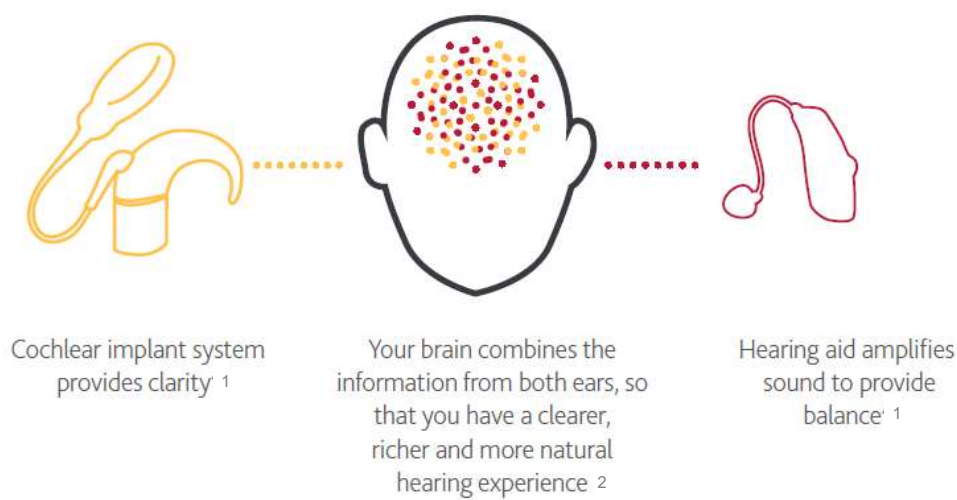 Cochlear implant system
provides clarity 1
Your brain combines the
information from both ears, so
that you have a clearer,
richer and more natural
hearing experience 2
Hearing aid amplifies
sound to provide
balance 1